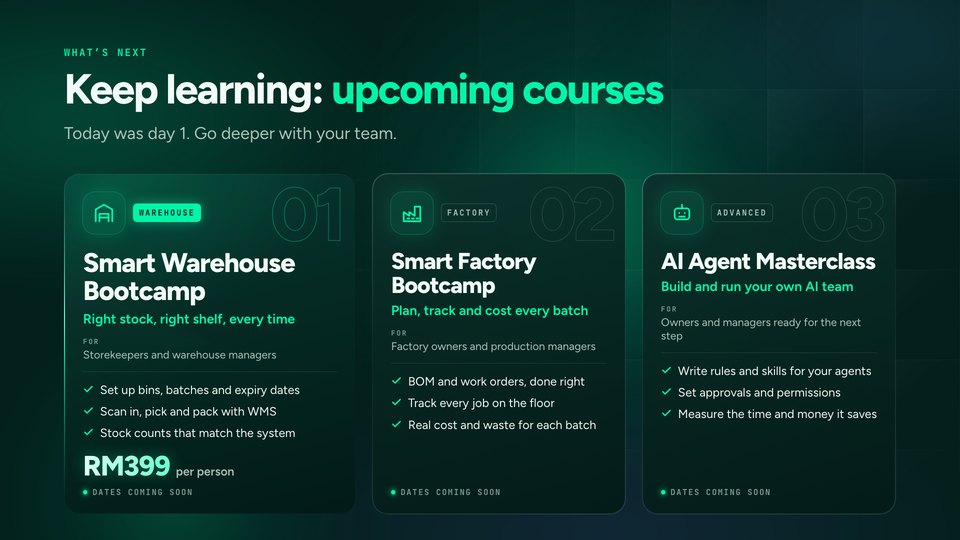 WHAT'S NEXT
Keep learning: upcoming courses
Today was day 1. Go deeper with your team.
WAREHOUSE
01
Smart Warehouse
Bootcamp
Right stock, right shelf, every time
FOR
Storekeepers and warehouse managers
Set up bins, batches and expiry dates
Scan in, pick and pack with WMS
Stock counts that match the system
RM399 per person
DATES COMING SOON
FACTORY
02
Smart Factory
Bootcamp
Plan, track and cost every batch
FOR
Factory owners and production managers
BOM and work orders, done right
Track every job on the floor
Real cost and waste for each batch
DATES COMING SOON
ADVANCED
03
AI Agent Masterclass
Build and run your own AI team
FOR
Owners and managers ready for the next
step
Write rules and skills for your agents
Set approvals and permissions
Measure the time and money it saves
DATES COMING SOON